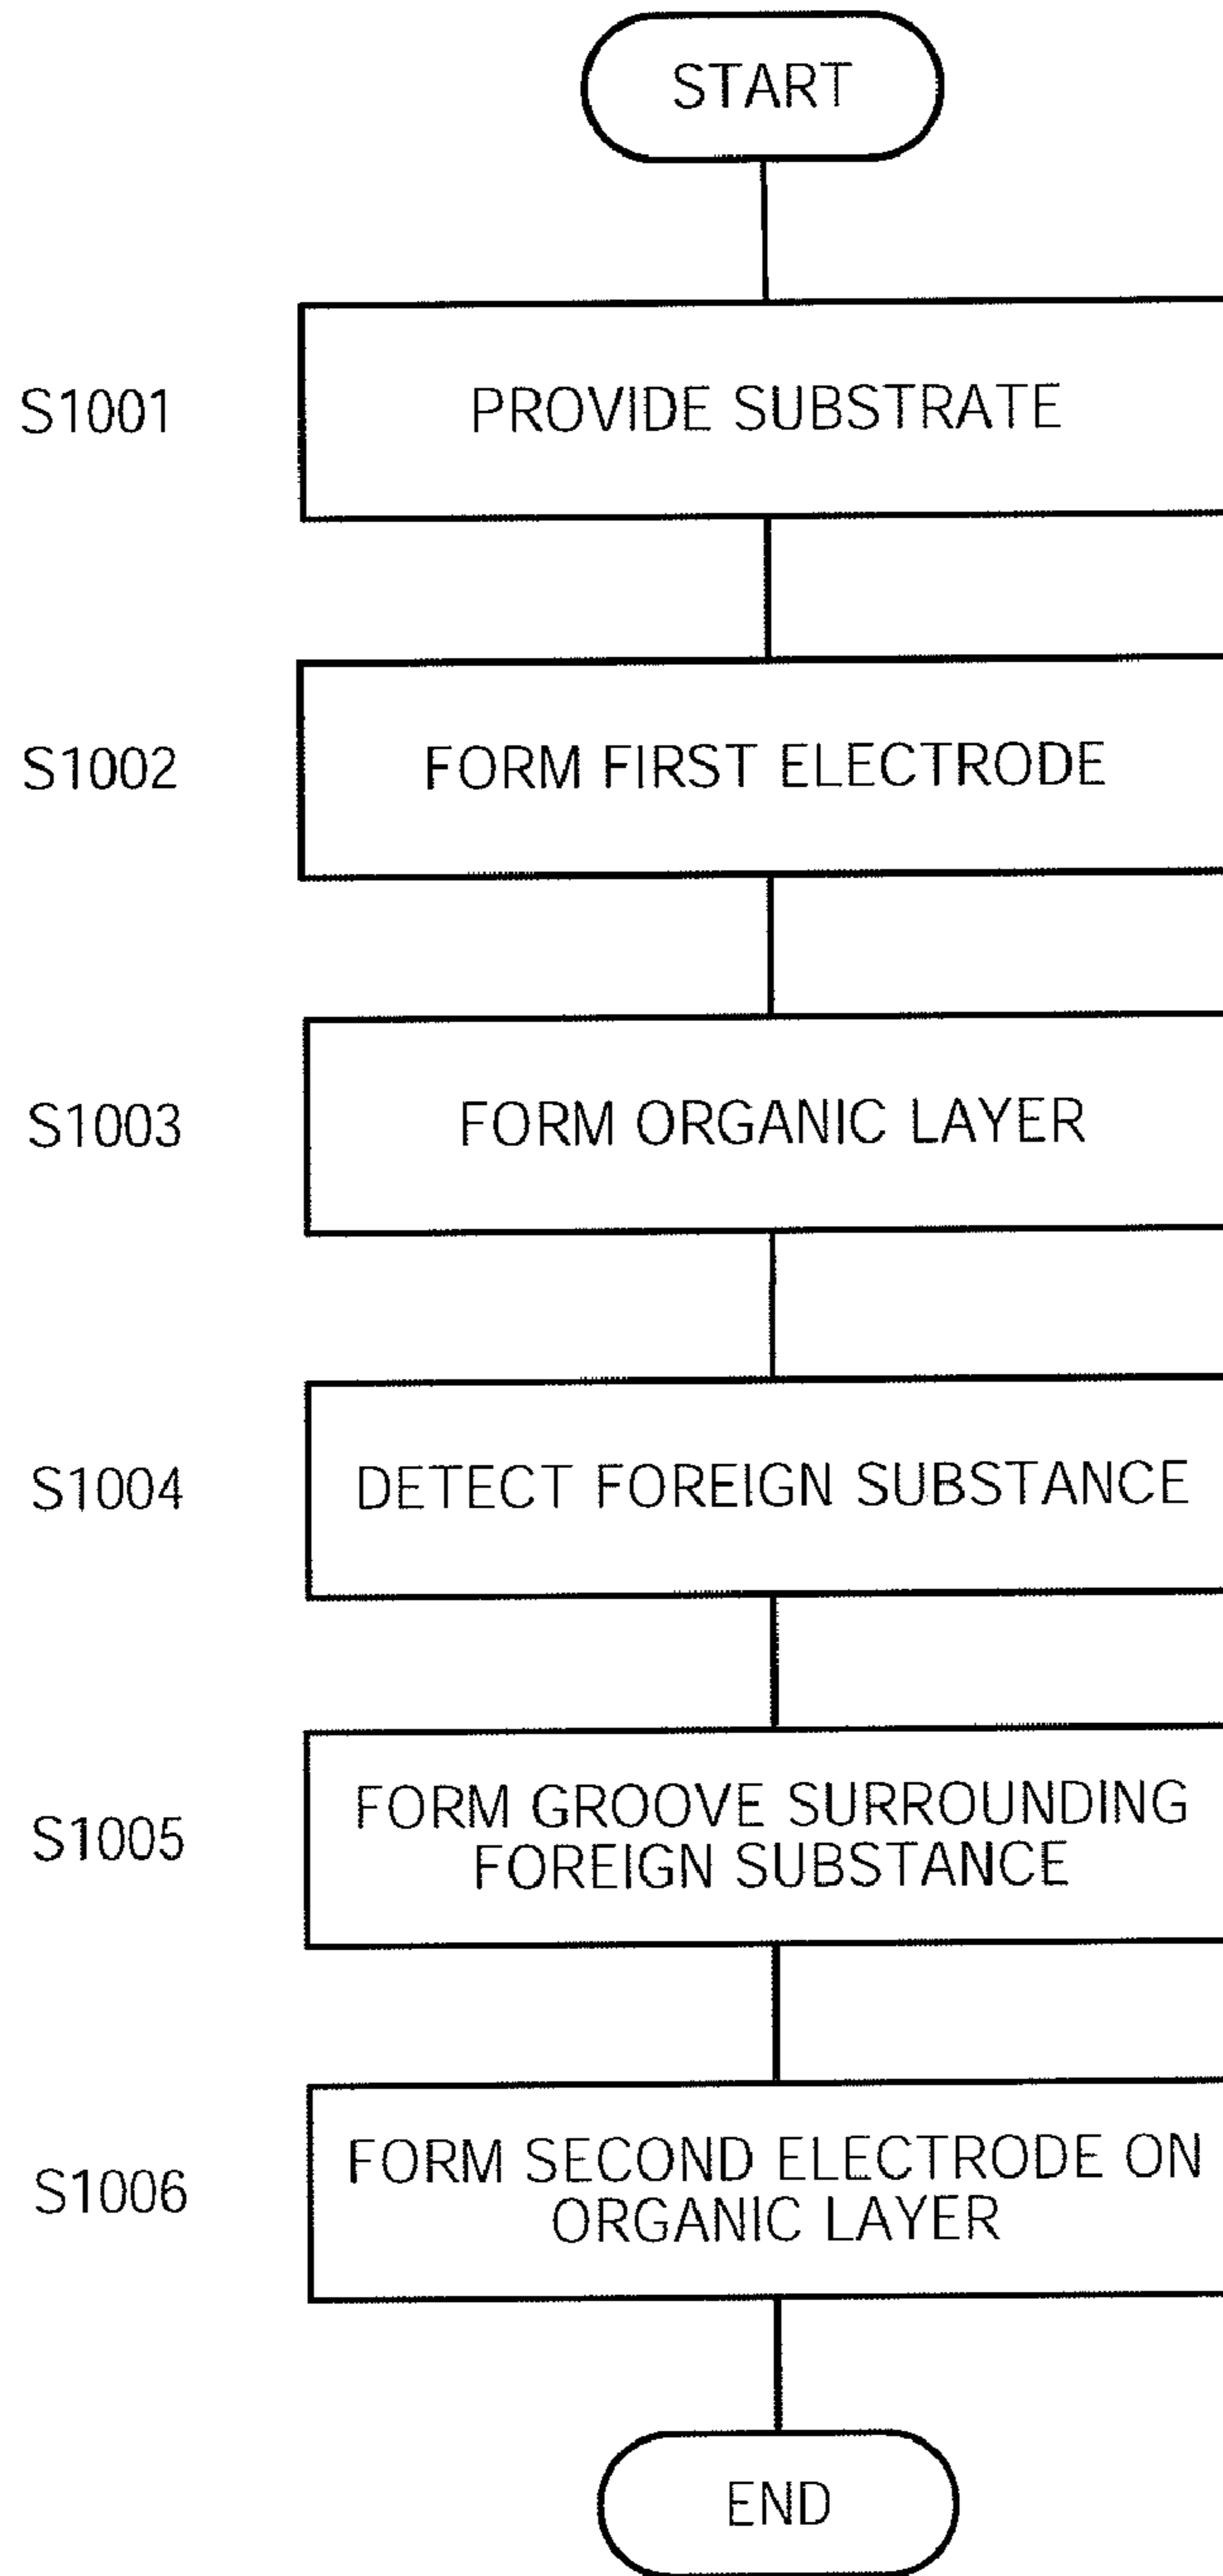 START
S1001
PROVIDE SUBSTRATE
S1002
FORM FIRST ELECTRODE
S1003
FORM ORGANIC LAYER
S1004
DETECT FOREIGN SUBSTANCE
S1005
FORM GROOVE SURROUNDING
FOREIGN SUBSTANCE
S1006
FORM SECOND ELECTRODE ON
ORGANIC LAYER
END